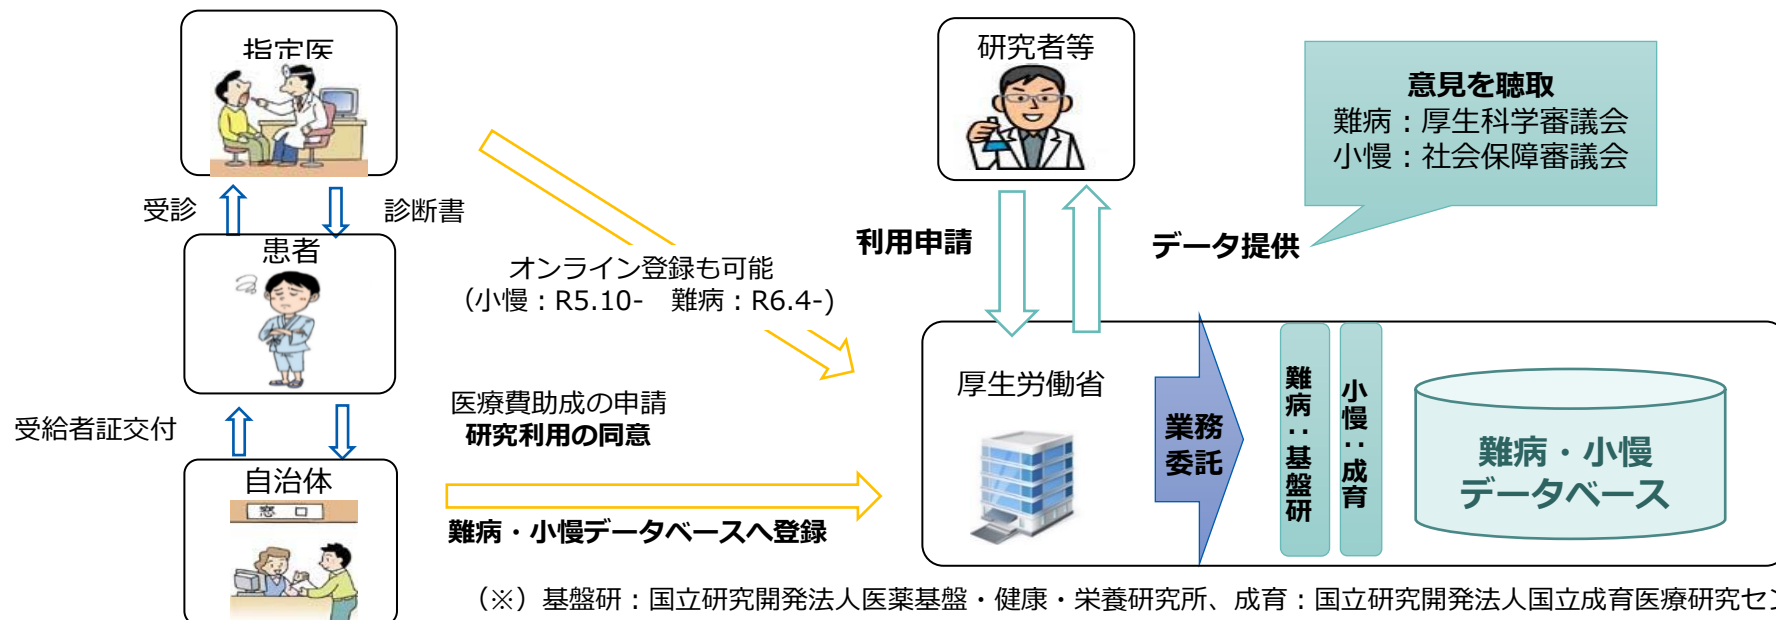 指定医
受診
診断書
患者
受給者証交付
自治体
窓口
オンライン登録も可能
(小慢:R5.10- 難病:R6.4-)
医療費助成の申請
研究利用の同意
難病・小慢データベースへ登録
研究者等
利用申請
データ提供
意見を聴取
難病:厚生科学審議会
小慢:社会保障審議会
厚生労働省
業務
委託
難病:基盤研
小慢:成育
難病・小慢
データベース
(※)基盤研:国立研究開発法人医薬基盤・健康・栄養研究所、成育:国立研究開発法人国立成育医療研究セン